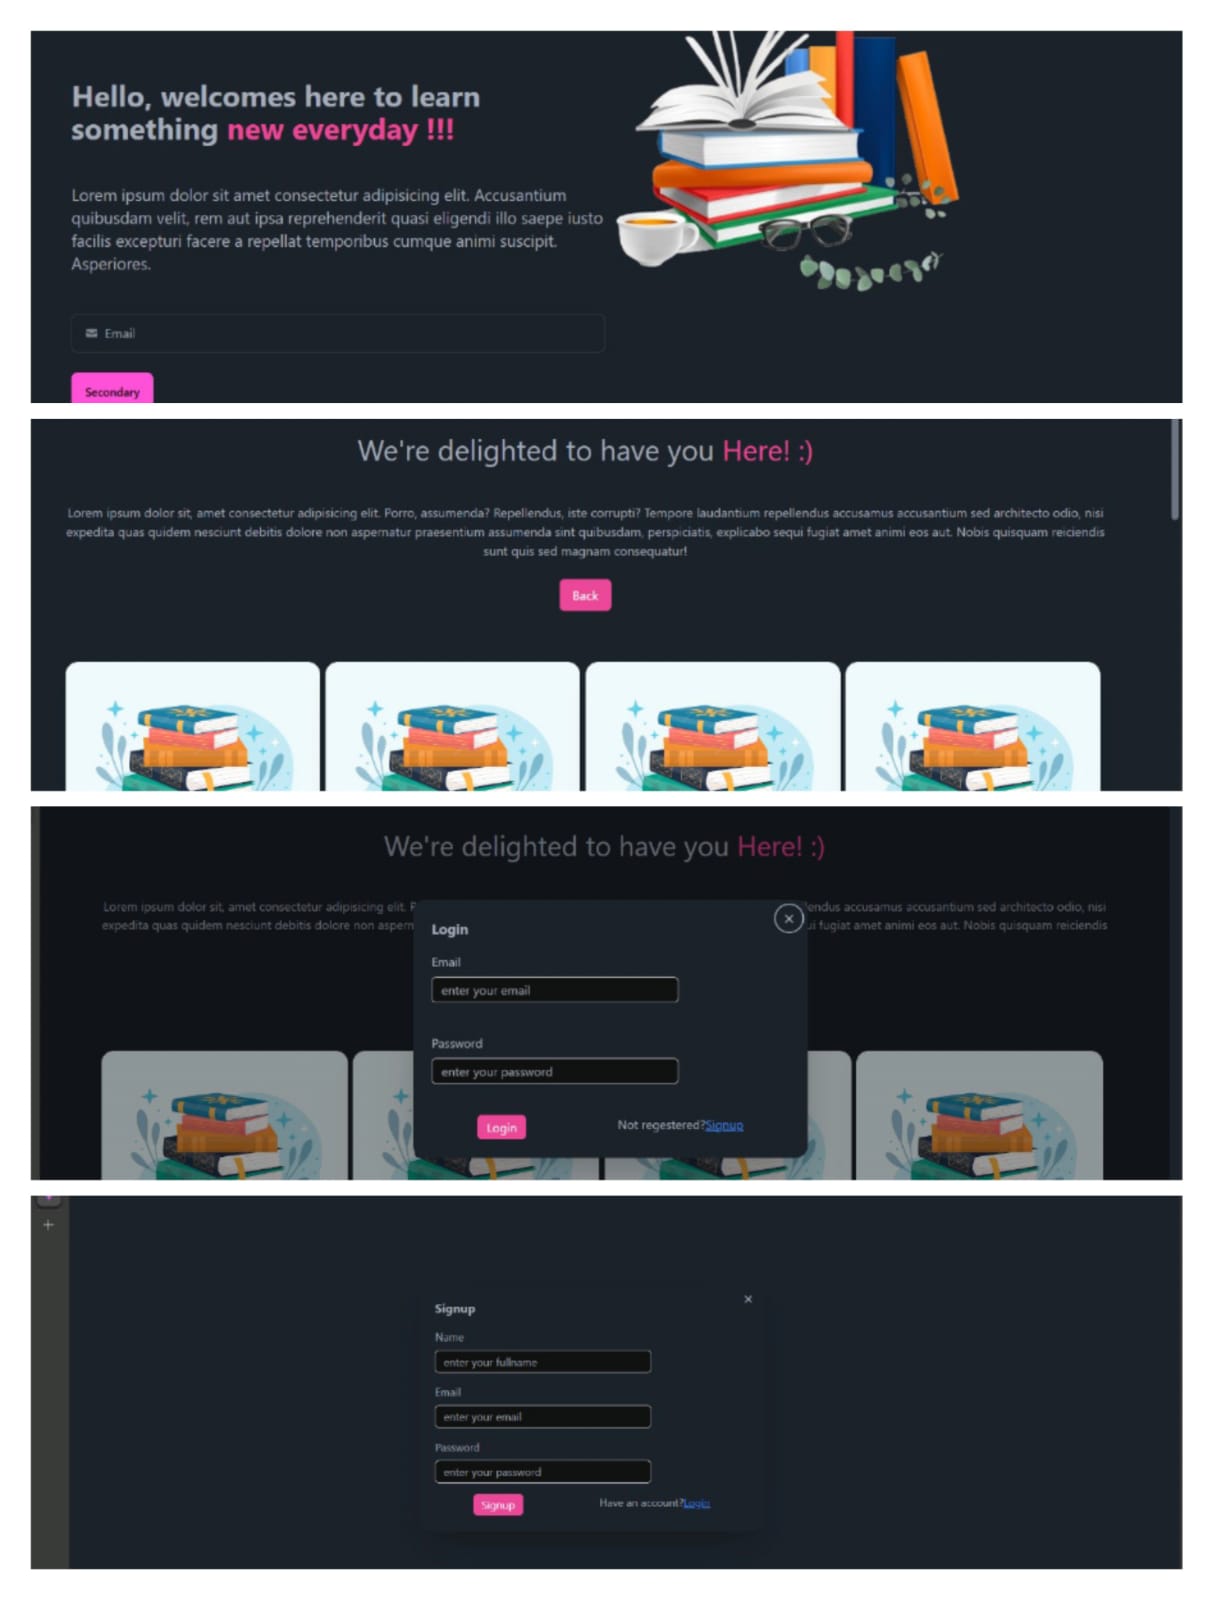 Hello, welcomes here to learn
something new everyday !!!
Lorem ipsum dolor sit amet consectetur adipisicing elit. Accusantium
quibusdam velit, rem aut ipsa reprehenderit quasi eligendi illo saepe iusto
facilis excepturi facere a repellat temporibus cumque animi suscipit.
Asperiores.
Email
Secondary
We're delighted to have you Here! :)
Lorem ipsum dolor sit, amet consectetur adipisicing elit. Porro, assumenda? Repellendus, iste corrupti? Tempore laudantium repellendus accusamus accusantium sed architecto odio, nisi
expedita quas quidem nesciunt debitis dolore non aspernatur praesentium assumenda sint quibusdam, perspiciatis, explicabo sequi fugiat amet animi eos aut. Nobis quisquam reiciendis
sunt quis sed magnam consequatur!
Back
We're delighted to have you Here! :)
Lorem ipsum dolor sit, amet consectetur adipisicing elit. accusamus accusantium sed architecto odio, nisi
expedita quas quidem nesciunt debitis dolore non fugiat amet animi eos aut. Nobis quisquam reiciendis
Login
Email
enter your email
Password
enter your password
Login
Not regestered?Signup
Signup
Name
enter your fullname
Email
enter your email
Password
enter your password
Signup
Have an account?Login